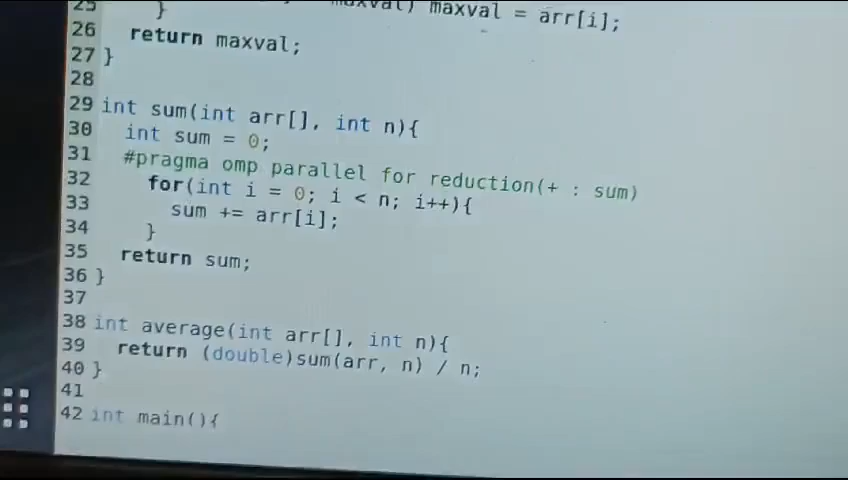 25 }           maxval) maxval = arr[i];
26 return maxval;
27 }
28
29 int sum(int arr[], int n){
30 int sum = 0;
31 #pragma omp parallel for reduction(+ : sum)
32 for(int i = 0; i < n; i++){
33 sum += arr[i];
34 }
35 return sum;
36 }
37
38 int average(int arr[], int n){
39 return (double)sum(arr, n) / n;
40 }
41
42 int main(){